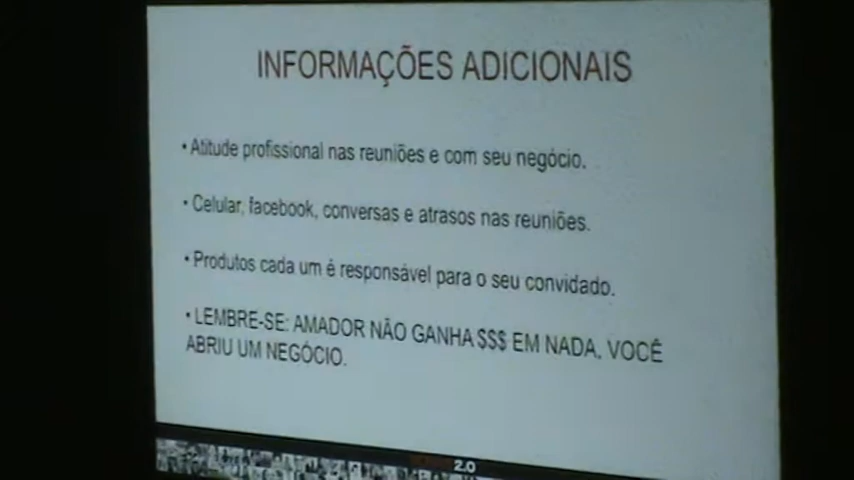 INFORMAÇÕES ADICIONAIS
• Atitude profissional nas reuniões e com seu negócio.
• Celular, facebook, conversas e atrasos nas reuniões.
• Produtos cada um é responsável para o seu convidado.
• LEMBRE-SE: AMADOR NÃO GANHA $$$ EM NADA, VOCÊ
ABRIU UM NEGÓCIO.
2.0